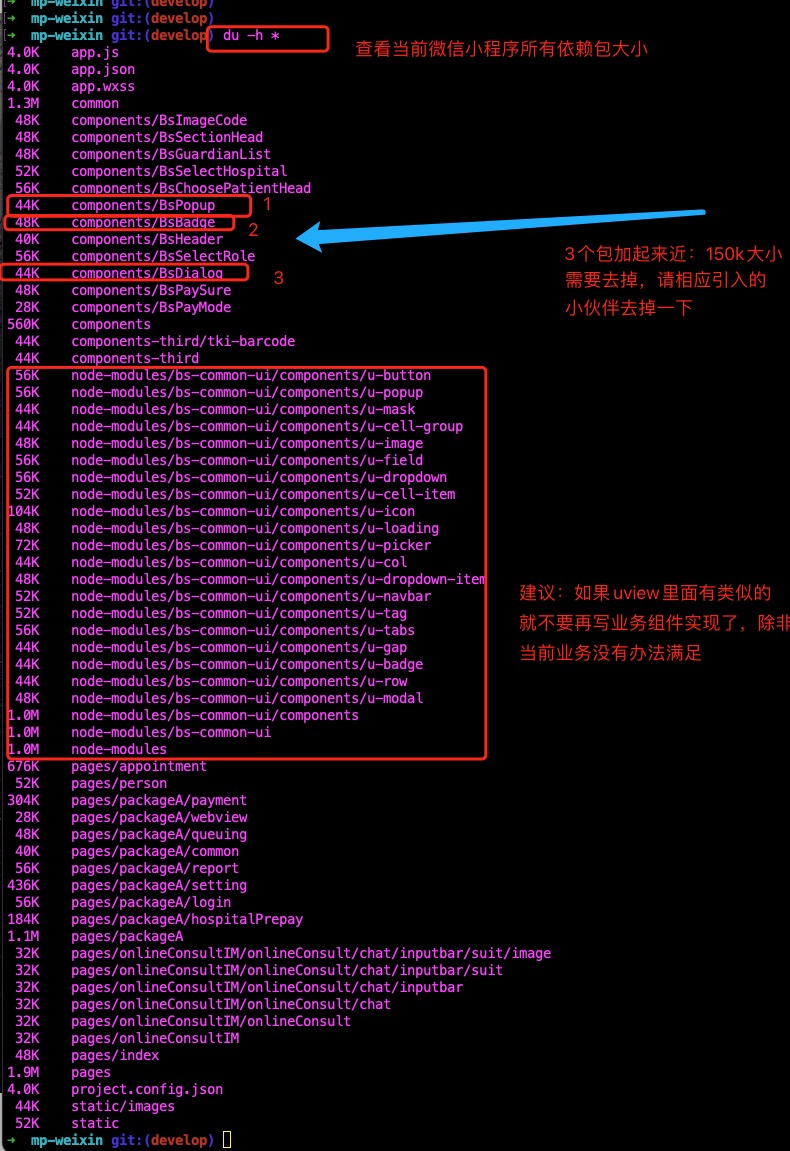 ➜ mp-weixin git:(develop)
➜ mp-weixin git:(develop)
➜ mp-weixin git:(develop) du -h *
查看当前微信小程序所有依赖包大小
4.0K app.js
4.0K app.json
4.0K app.wxss
1.3M common
48K components/BsImageCode
48K components/BsSectionHead
48K components/BsGuardianList
52K components/BsSelectHospital
56K components/BsChoosePatientHead
44K components/BsPopup 1
48K components/BsBadge 2
40K components/BsHeader
56K components/BsSelectRole
44K components/BsDialog 3
3个包加起来近：150k大小
需要去掉，请相应引入的
小伙伴去掉一下
48K components/BsPaySure
28K components/BsPayMode
560K components
44K components-third/tki-barcode
44K components-third
56K node-modules/bs-common-ui/components/u-button
56K node-modules/bs-common-ui/components/u-popup
44K node-modules/bs-common-ui/components/u-mask
44K node-modules/bs-common-ui/components/u-cell-group
48K node-modules/bs-common-ui/components/u-image
56K node-modules/bs-common-ui/components/u-field
56K node-modules/bs-common-ui/components/u-dropdown
52K node-modules/bs-common-ui/components/u-cell-item
104K node-modules/bs-common-ui/components/u-icon
48K node-modules/bs-common-ui/components/u-loading
72K node-modules/bs-common-ui/components/u-picker
44K node-modules/bs-common-ui/components/u-col
48K node-modules/bs-common-ui/components/u-dropdown-item
52K node-modules/bs-common-ui/components/u-navbar
52K node-modules/bs-common-ui/components/u-tag
56K node-modules/bs-common-ui/components/u-tabs
44K node-modules/bs-common-ui/components/u-gap
44K node-modules/bs-common-ui/components/u-badge
44K node-modules/bs-common-ui/components/u-row
48K node-modules/bs-common-ui/components/u-modal
建议：如果uview里面有类似的
就不要再写业务组件实现了，除非
当前业务没有办法满足
1.0M node-modules/bs-common-ui/components
1.0M node-modules/bs-common-ui
1.0M node-modules
676K pages/appointment
52K pages/person
304K pages/packageA/payment
28K pages/packageA/webview
48K pages/packageA/queuing
40K pages/packageA/common
56K pages/packageA/report
436K pages/packageA/setting
56K pages/packageA/login
184K pages/packageA/hospitalPrepay
1.1M pages/packageA
32K pages/onlineConsultIM/onlineConsult/chat/inputbar/suit/image
32K pages/onlineConsultIM/onlineConsult/chat/inputbar/suit
32K pages/onlineConsultIM/onlineConsult/chat/inputbar
32K pages/onlineConsultIM/onlineConsult/chat
32K pages/onlineConsultIM/onlineConsult
32K pages/onlineConsultIM
48K pages/index
1.9M pages
4.0K project.config.json
44K static/images
52K static
➜ mp-weixin git:(develop)